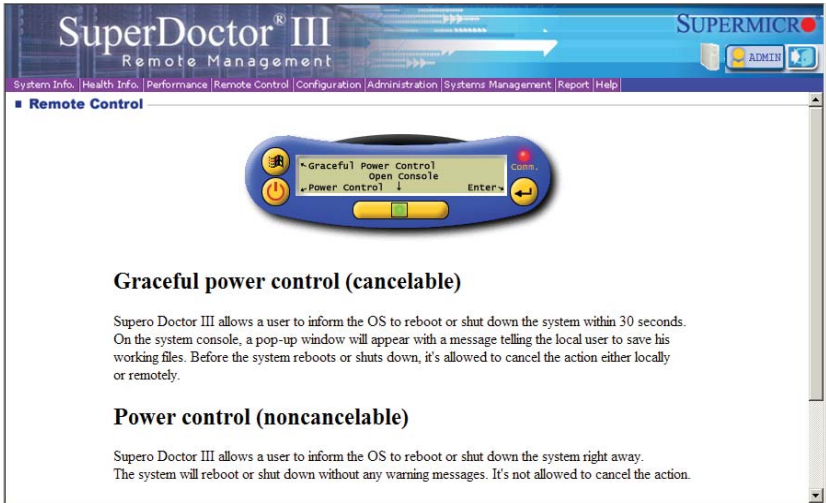 SuperDoctor® III
SUPERMICRO®
Remote Management
ADMIN
System Info. | Health Info. | Performance | Remote Control | Configuration | Administration | Systems Management | Report | Help
Remote Control
Graceful Power Control
Comm.
Open Console
Power Control ↓ Enter
Graceful power control (cancelable)
Supero Doctor III allows a user to inform the OS to reboot or shut down the system within 30 seconds.
On the system console, a pop-up window will appear with a message telling the local user to save his
working files. Before the system reboots or shuts down, it's allowed to cancel the action either locally
or remotely.
Power control (noncancelable)
Supero Doctor III allows a user to inform the OS to reboot or shut down the system right away.
The system will reboot or shut down without any warning messages. It's not allowed to cancel the action.